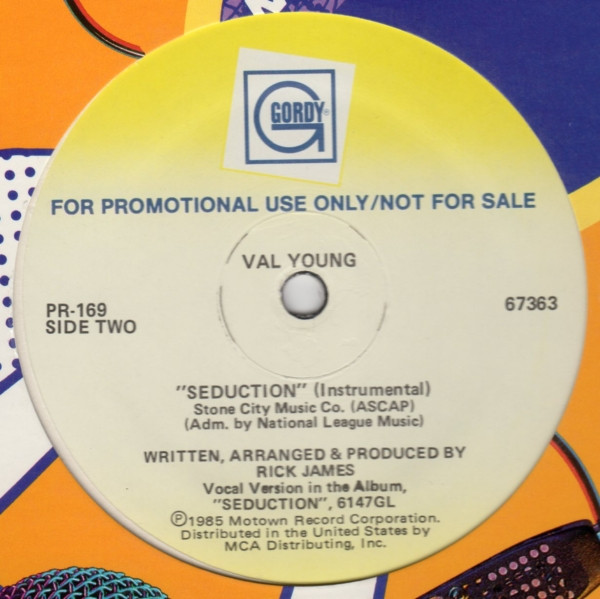 GORDY®
FOR PROMOTIONAL USE ONLY/NOT FOR SALE
VAL YOUNG
PR-169
SIDE TWO
67363
"SEDUCTION" (Instrumental)
Stone City Music Co. (ASCAP)
(Adm. by National League Music)
WRITTEN, ARRANGED & PRODUCED BY
RICK JAMES
Vocal Version in the Album,
"SEDUCTION", 6147GL
Ⓟ1985 Motown Record Corporation.
Distributed in the United States by
MCA Distributing, Inc.